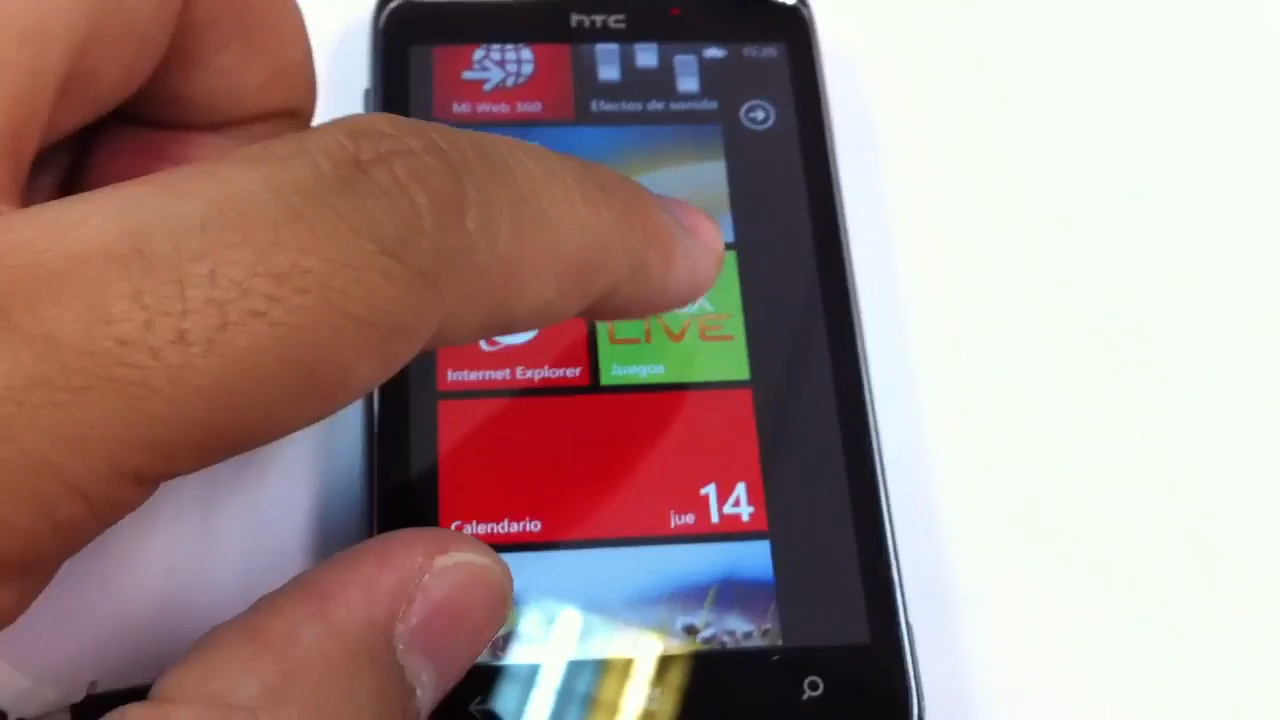 hTC
Mi Web 360
Efectos de sonido
LIVE
Internet Explorer
Juegos
Calendario
jue 14